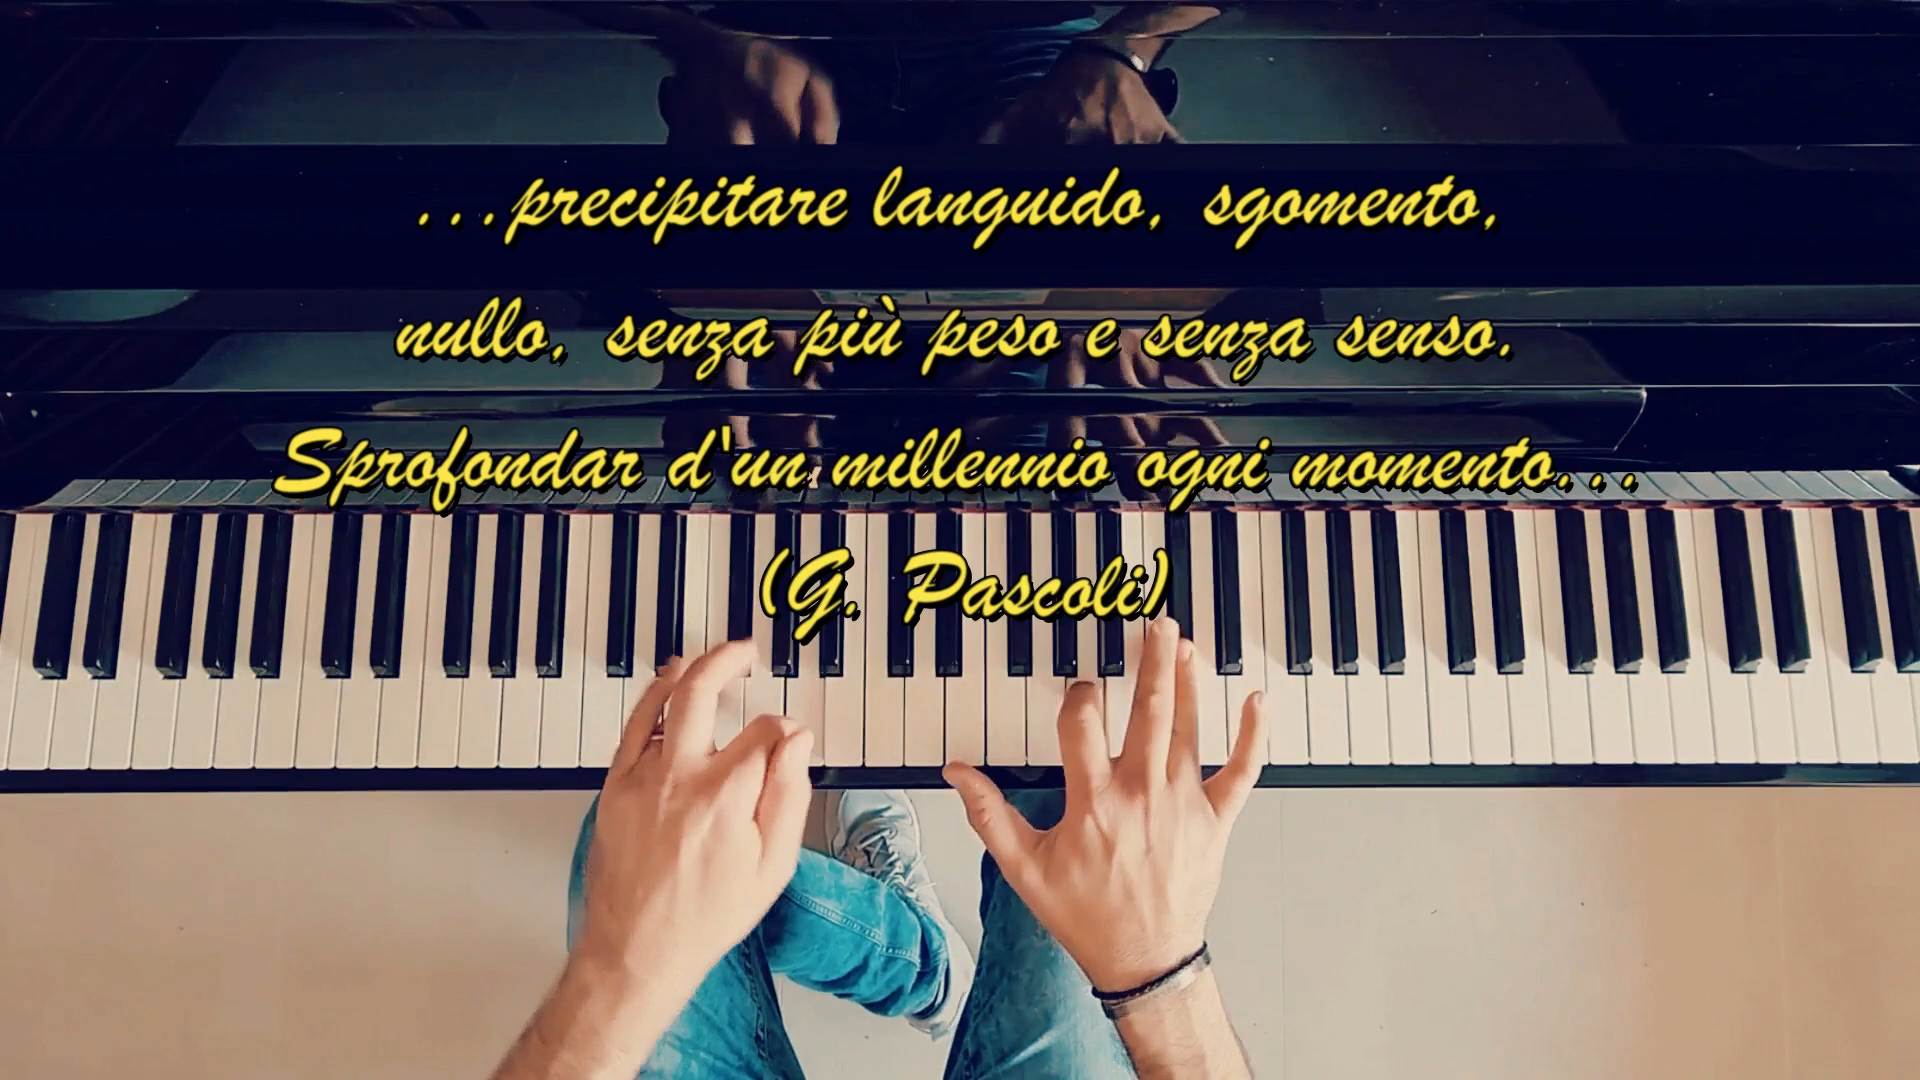 ...precipitare languido, sgomento,
nullo, senza più peso e senza senso.
Sprofondar d'un millennio ogni momento...
(G. Pascoli)